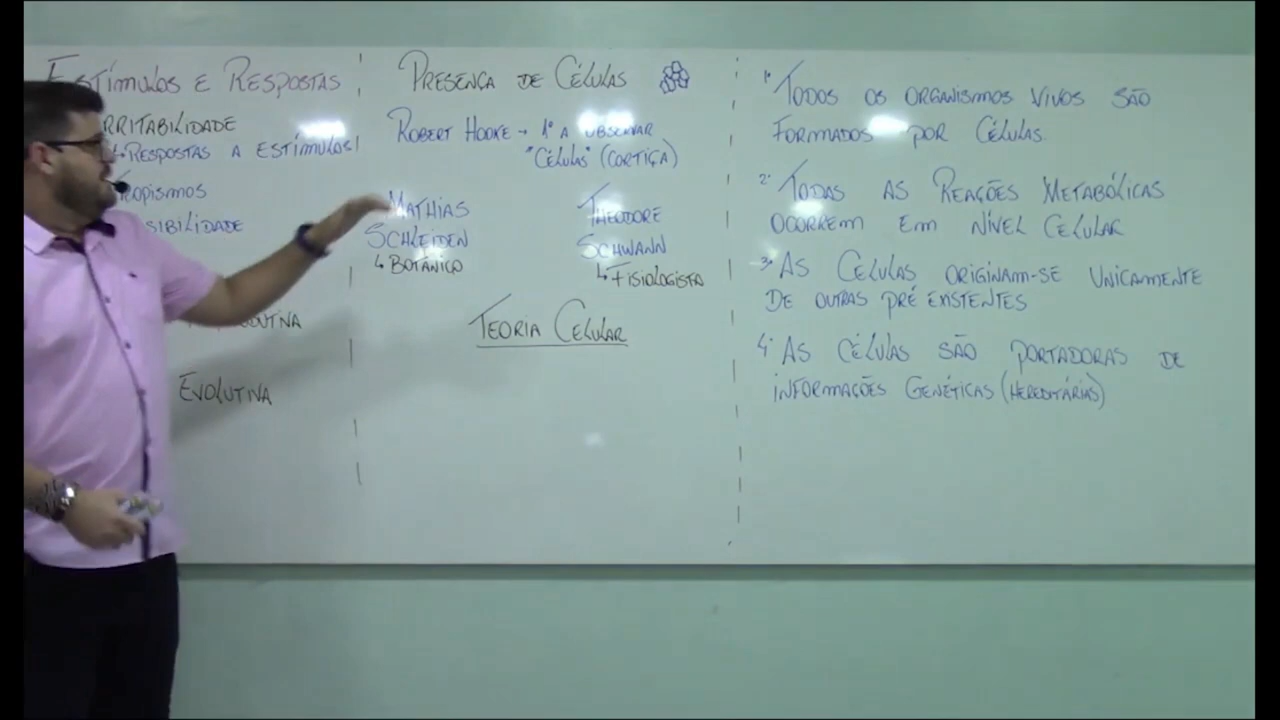 Estímulos e Respostas
rritabilidade
↳ Respostas a estímulos!
Tropismos
sibilidade
Evolutiva
Presença de Células
Robert Hooke → 1º a observar
"Células" (cortiça)
Mathias
Schleiden
↳ Botânico
Theodore
Schwann
↳ Fisiologista
Teoria Celular
1º Todos os organismos vivos são
formados por células.
2º Todas as Reações Metabólicas
ocorrem em nível celular
3º As celulas originam-se unicamente
de outras pré existentes
4º As células são portadoras de
informações genéticas (hereditárias)